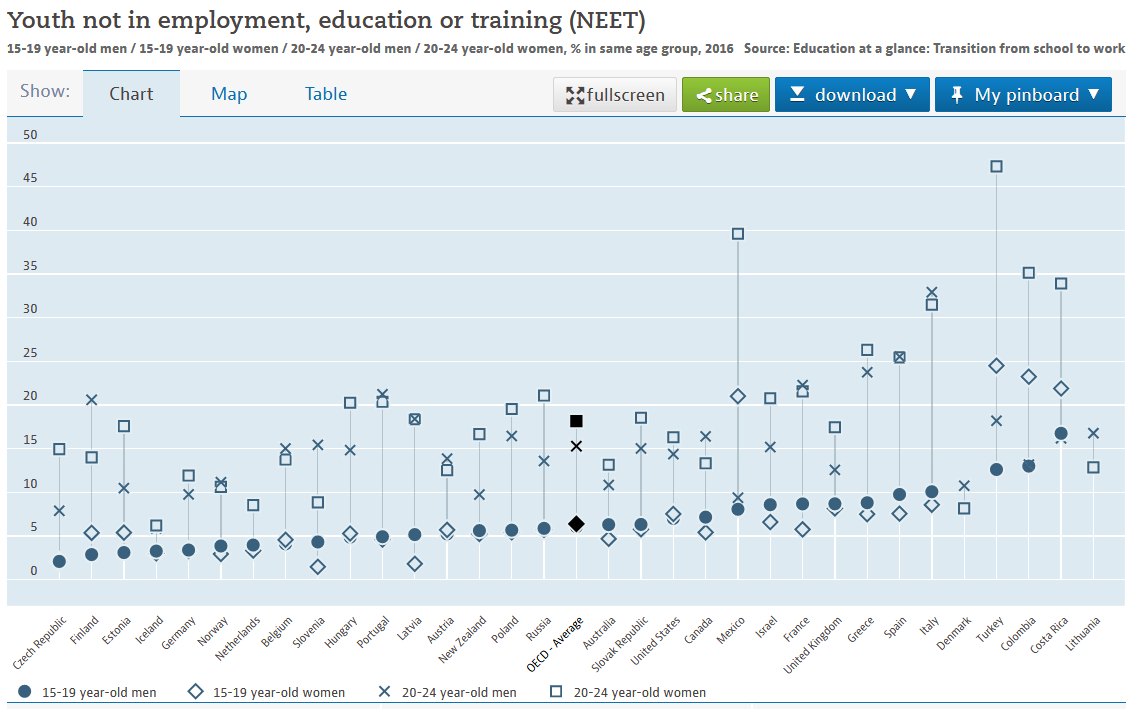 Youth not in employment, education or training (NEET)
15-19 year-old men / 15-19 year-old women / 20-24 year-old men / 20-24 year-old women, % in same age group, 2016 Source: Education at a glance: Transition from school to work
Show: Chart Map Table fullscreen share download ▼ My pinboard ▼
50
45
40
35
30
25
20
15
10
5
0
Czech Republic
Finland
Estonia
Iceland
Germany
Norway
Netherlands
Belgium
Slovenia
Hungary
Portugal
Latvia
Austria
New Zealand
Poland
Russia
OECD - Average
Australia
Slovak Republic
United States
Canada
Mexico
Israel
France
United Kingdom
Greece
Spain
Italy
Denmark
Turkey
Colombia
Costa Rica
Lithuania
15-19 year-old men 15-19 year-old women 20-24 year-old men 20-24 year-old women